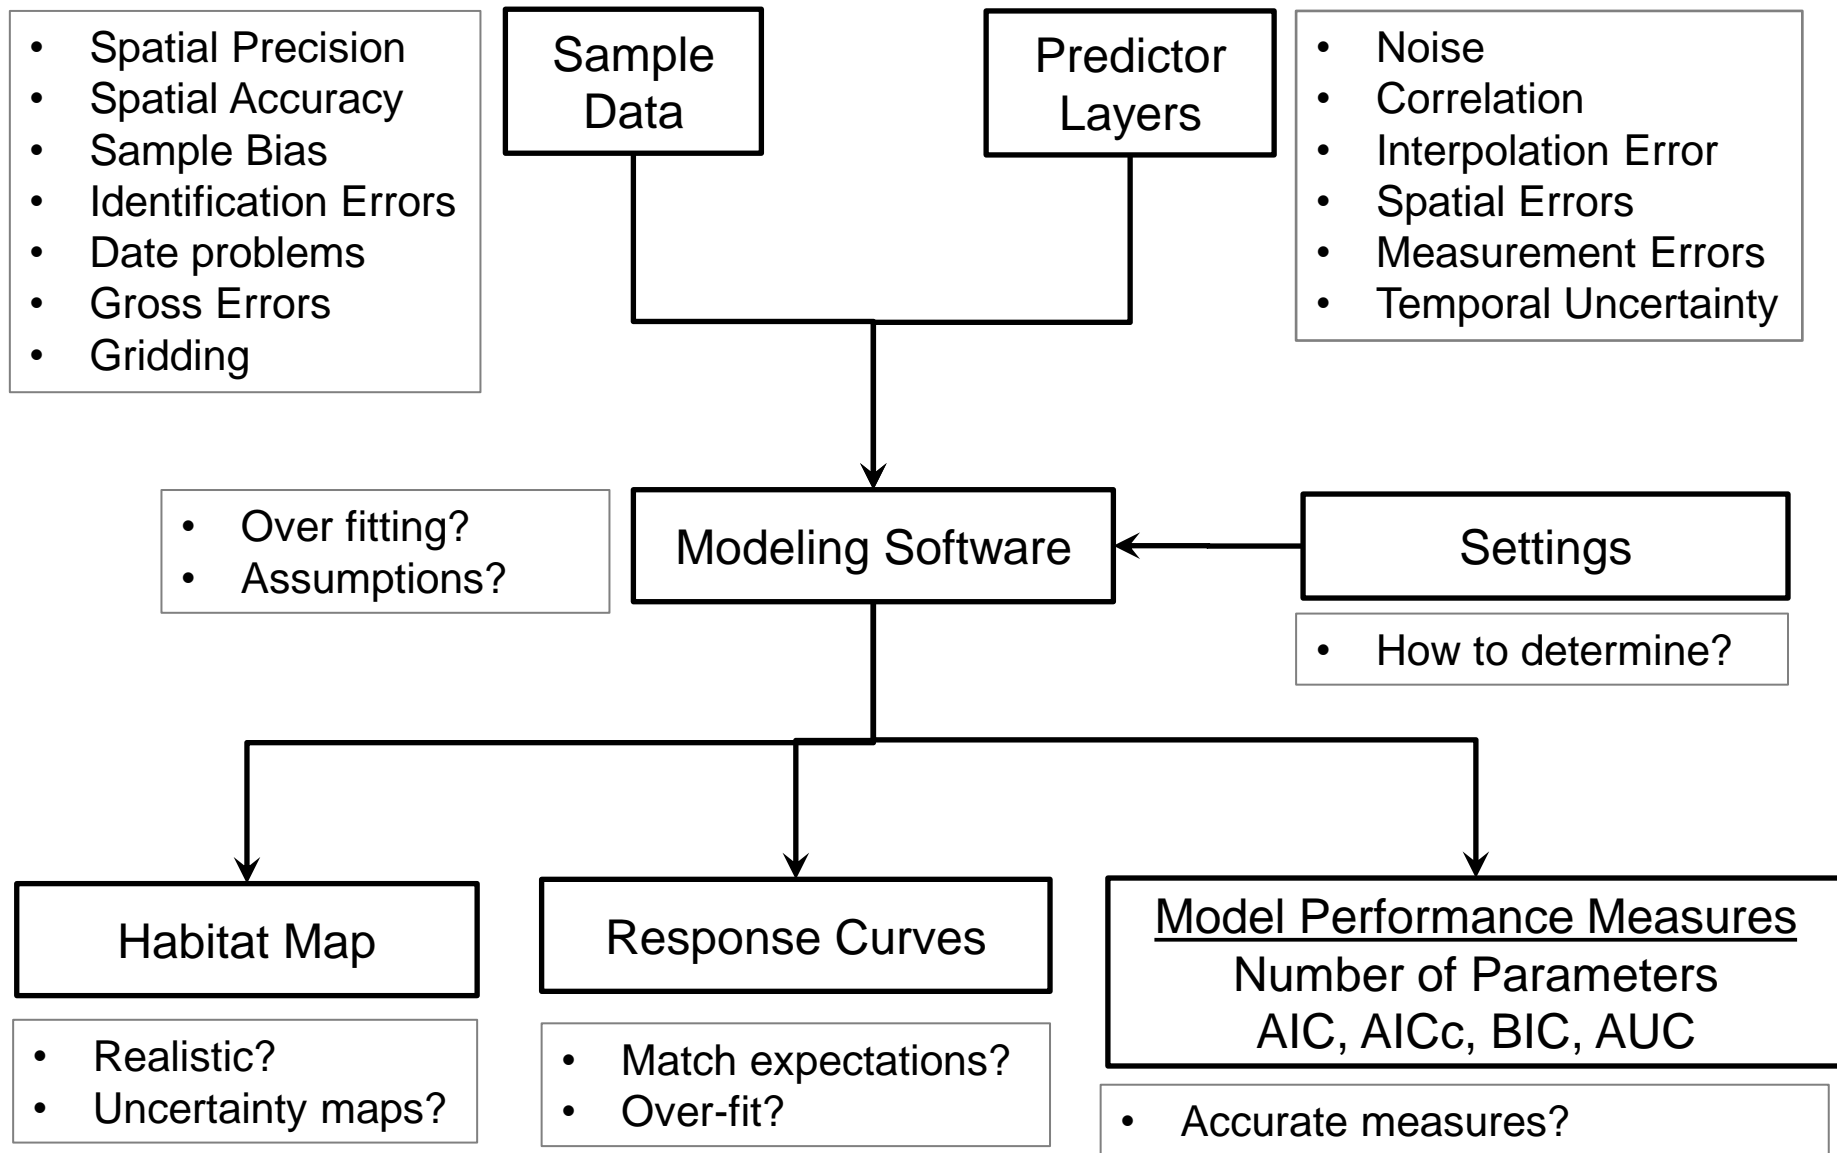 • Spatial Precision
• Spatial Accuracy
• Sample Bias
• Identification Errors
• Date problems
• Gross Errors
• Gridding
Sample
Data
Predictor
Layers
• Noise
• Correlation
• Interpolation Error
• Spatial Errors
• Measurement Errors
• Temporal Uncertainty
• Over fitting?
• Assumptions?
Modeling Software
Settings
• How to determine?
Habitat Map
• Realistic?
• Uncertainty maps?
Response Curves
• Match expectations?
• Over-fit?
Model Performance Measures
Number of Parameters
AIC, AICc, BIC, AUC
• Accurate measures?